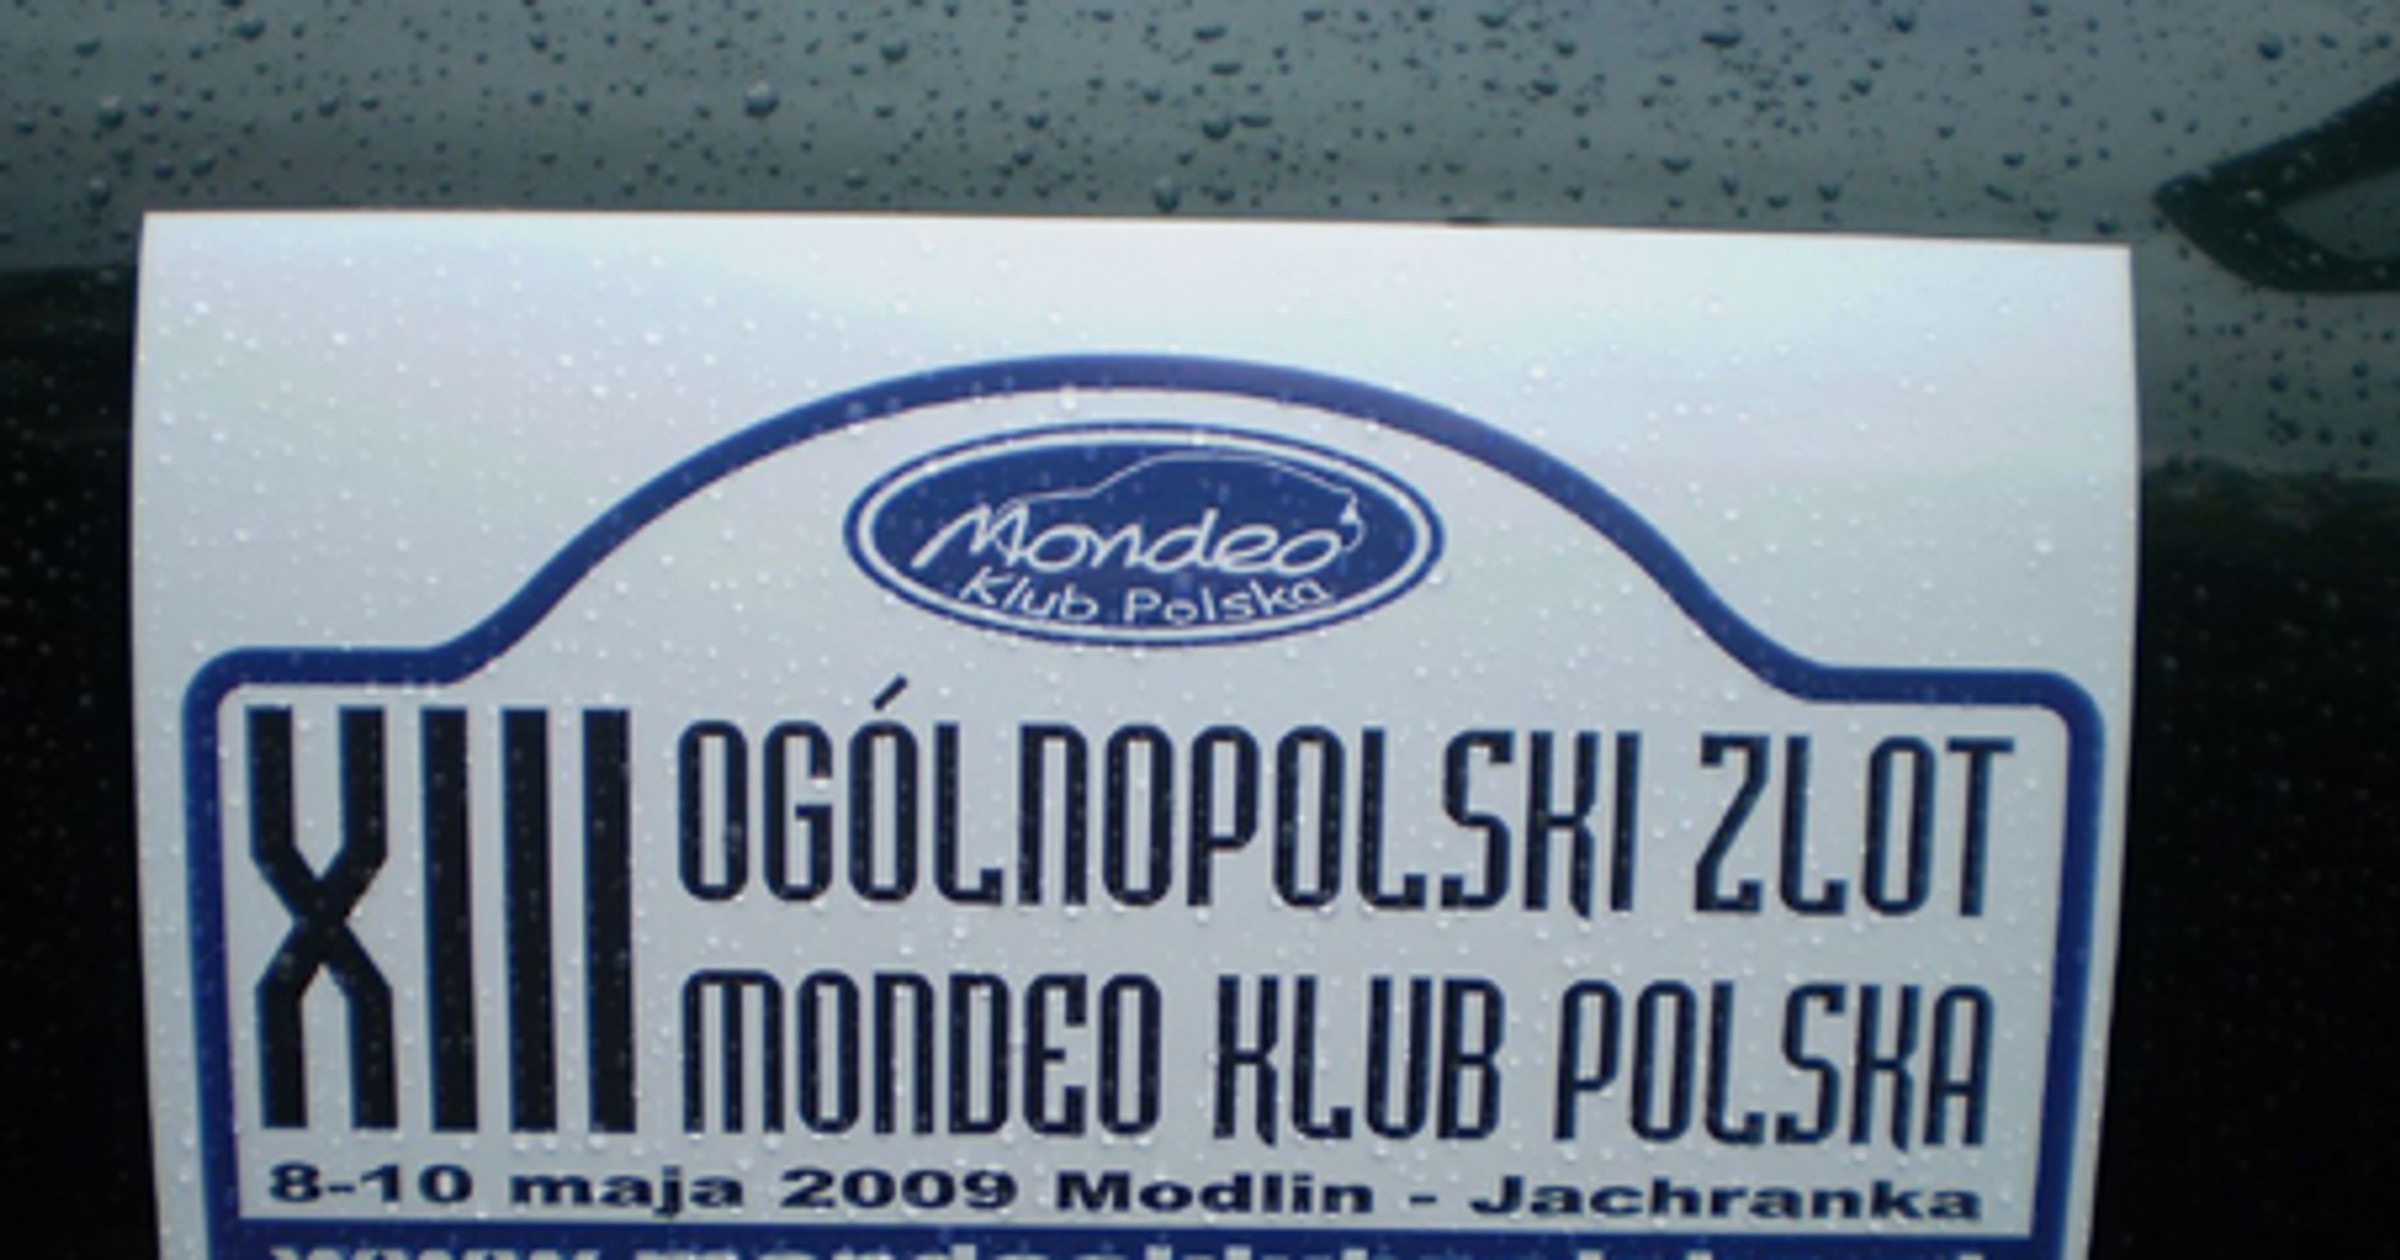 Mondeo
Klub Polska
XIII OGÓLNOPOLSKI ZLOT
MONDEO KLUB POLSKA
8-10 maja 2009 Modlin - Jachranka